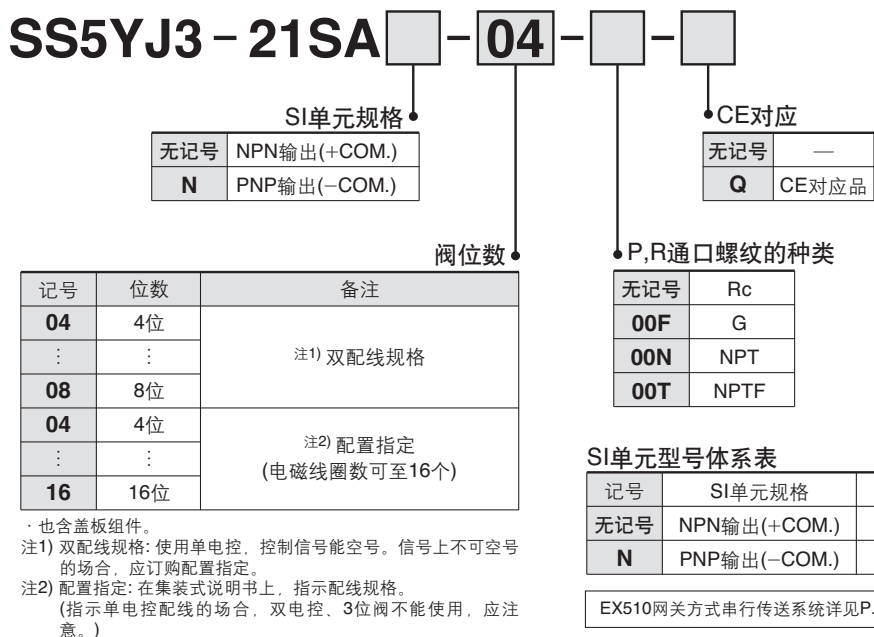 SS5YJ3-21SA□-04-□-□
SI单元规格
无记号 NPN输出(+COM.)
N PNP输出(−COM.)
CE对应
无记号 —
Q CE对应品
阀位数
记号 位数 备注
04 4位
⋮ ⋮ 注1) 双配线规格
08 8位
04 4位
⋮ ⋮ 注2) 配置指定
(电磁线圈数可至16个)
16 16位
P,R通口螺纹的种类
无记号 Rc
00F G
00N NPT
00T NPTF
·也含盖板组件。
注1) 双配线规格: 使用单电控，控制信号能空号。信号上不可空号
的场合，应订购配置指定。
注2) 配置指定: 在集装式说明书上，指示配线规格。
(指示单电控配线的场合，双电控、3位阀不能使用，应注
意。)
SI单元型号体系表
记号 SI单元规格
无记号 NPN输出(+COM.)
N PNP输出(−COM.)
EX510网关方式串行传送系统详见P.